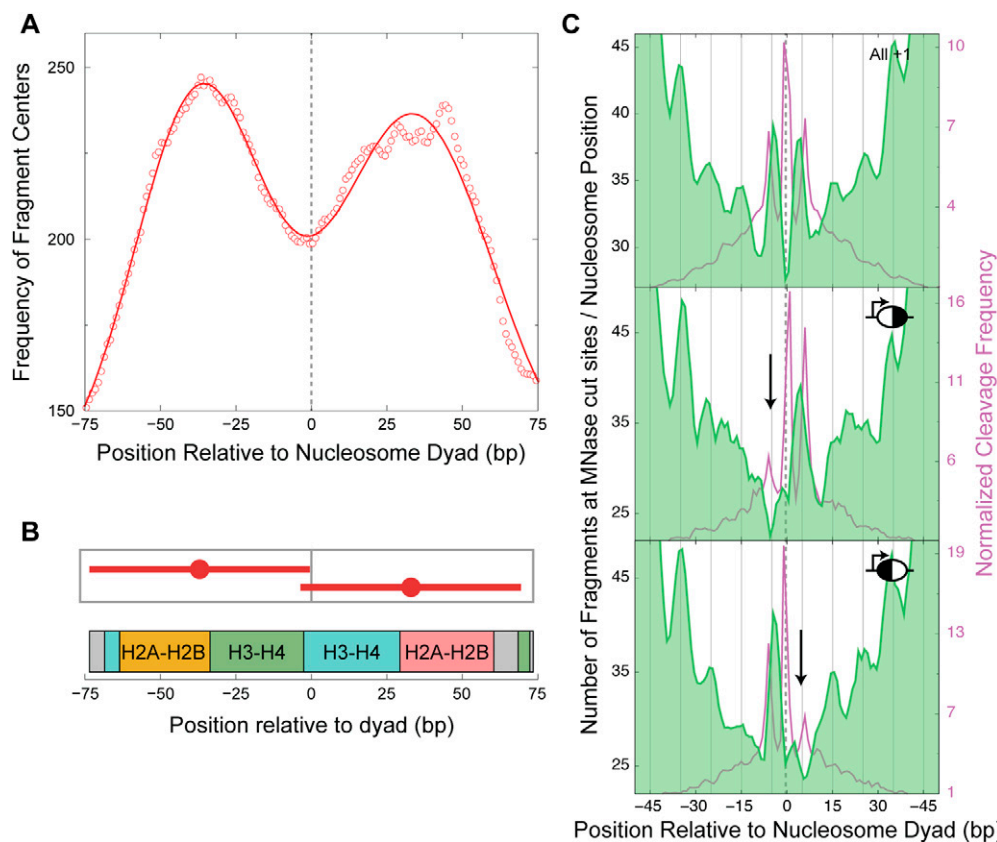 A
Frequency of Fragment Centers
250
200
150
−75 −50 −25 0 25 50 75
Position Relative to Nucleosome Dyad (bp)
B
H2A-H2B H3-H4 H3-H4 H2A-H2B
−75 −50 −25 0 25 50 75
Position relative to dyad (bp)
C
Number of Fragments at MNase cut sites / Nucleosome Position
Normalized Cleavage Frequency
All +1
45
40
35
30
10
7
4
45
35
25
16
11
6
45
35
25
19
13
7
1
−45 −30 −15 0 15 30 45
Position Relative to Nucleosome Dyad (bp)